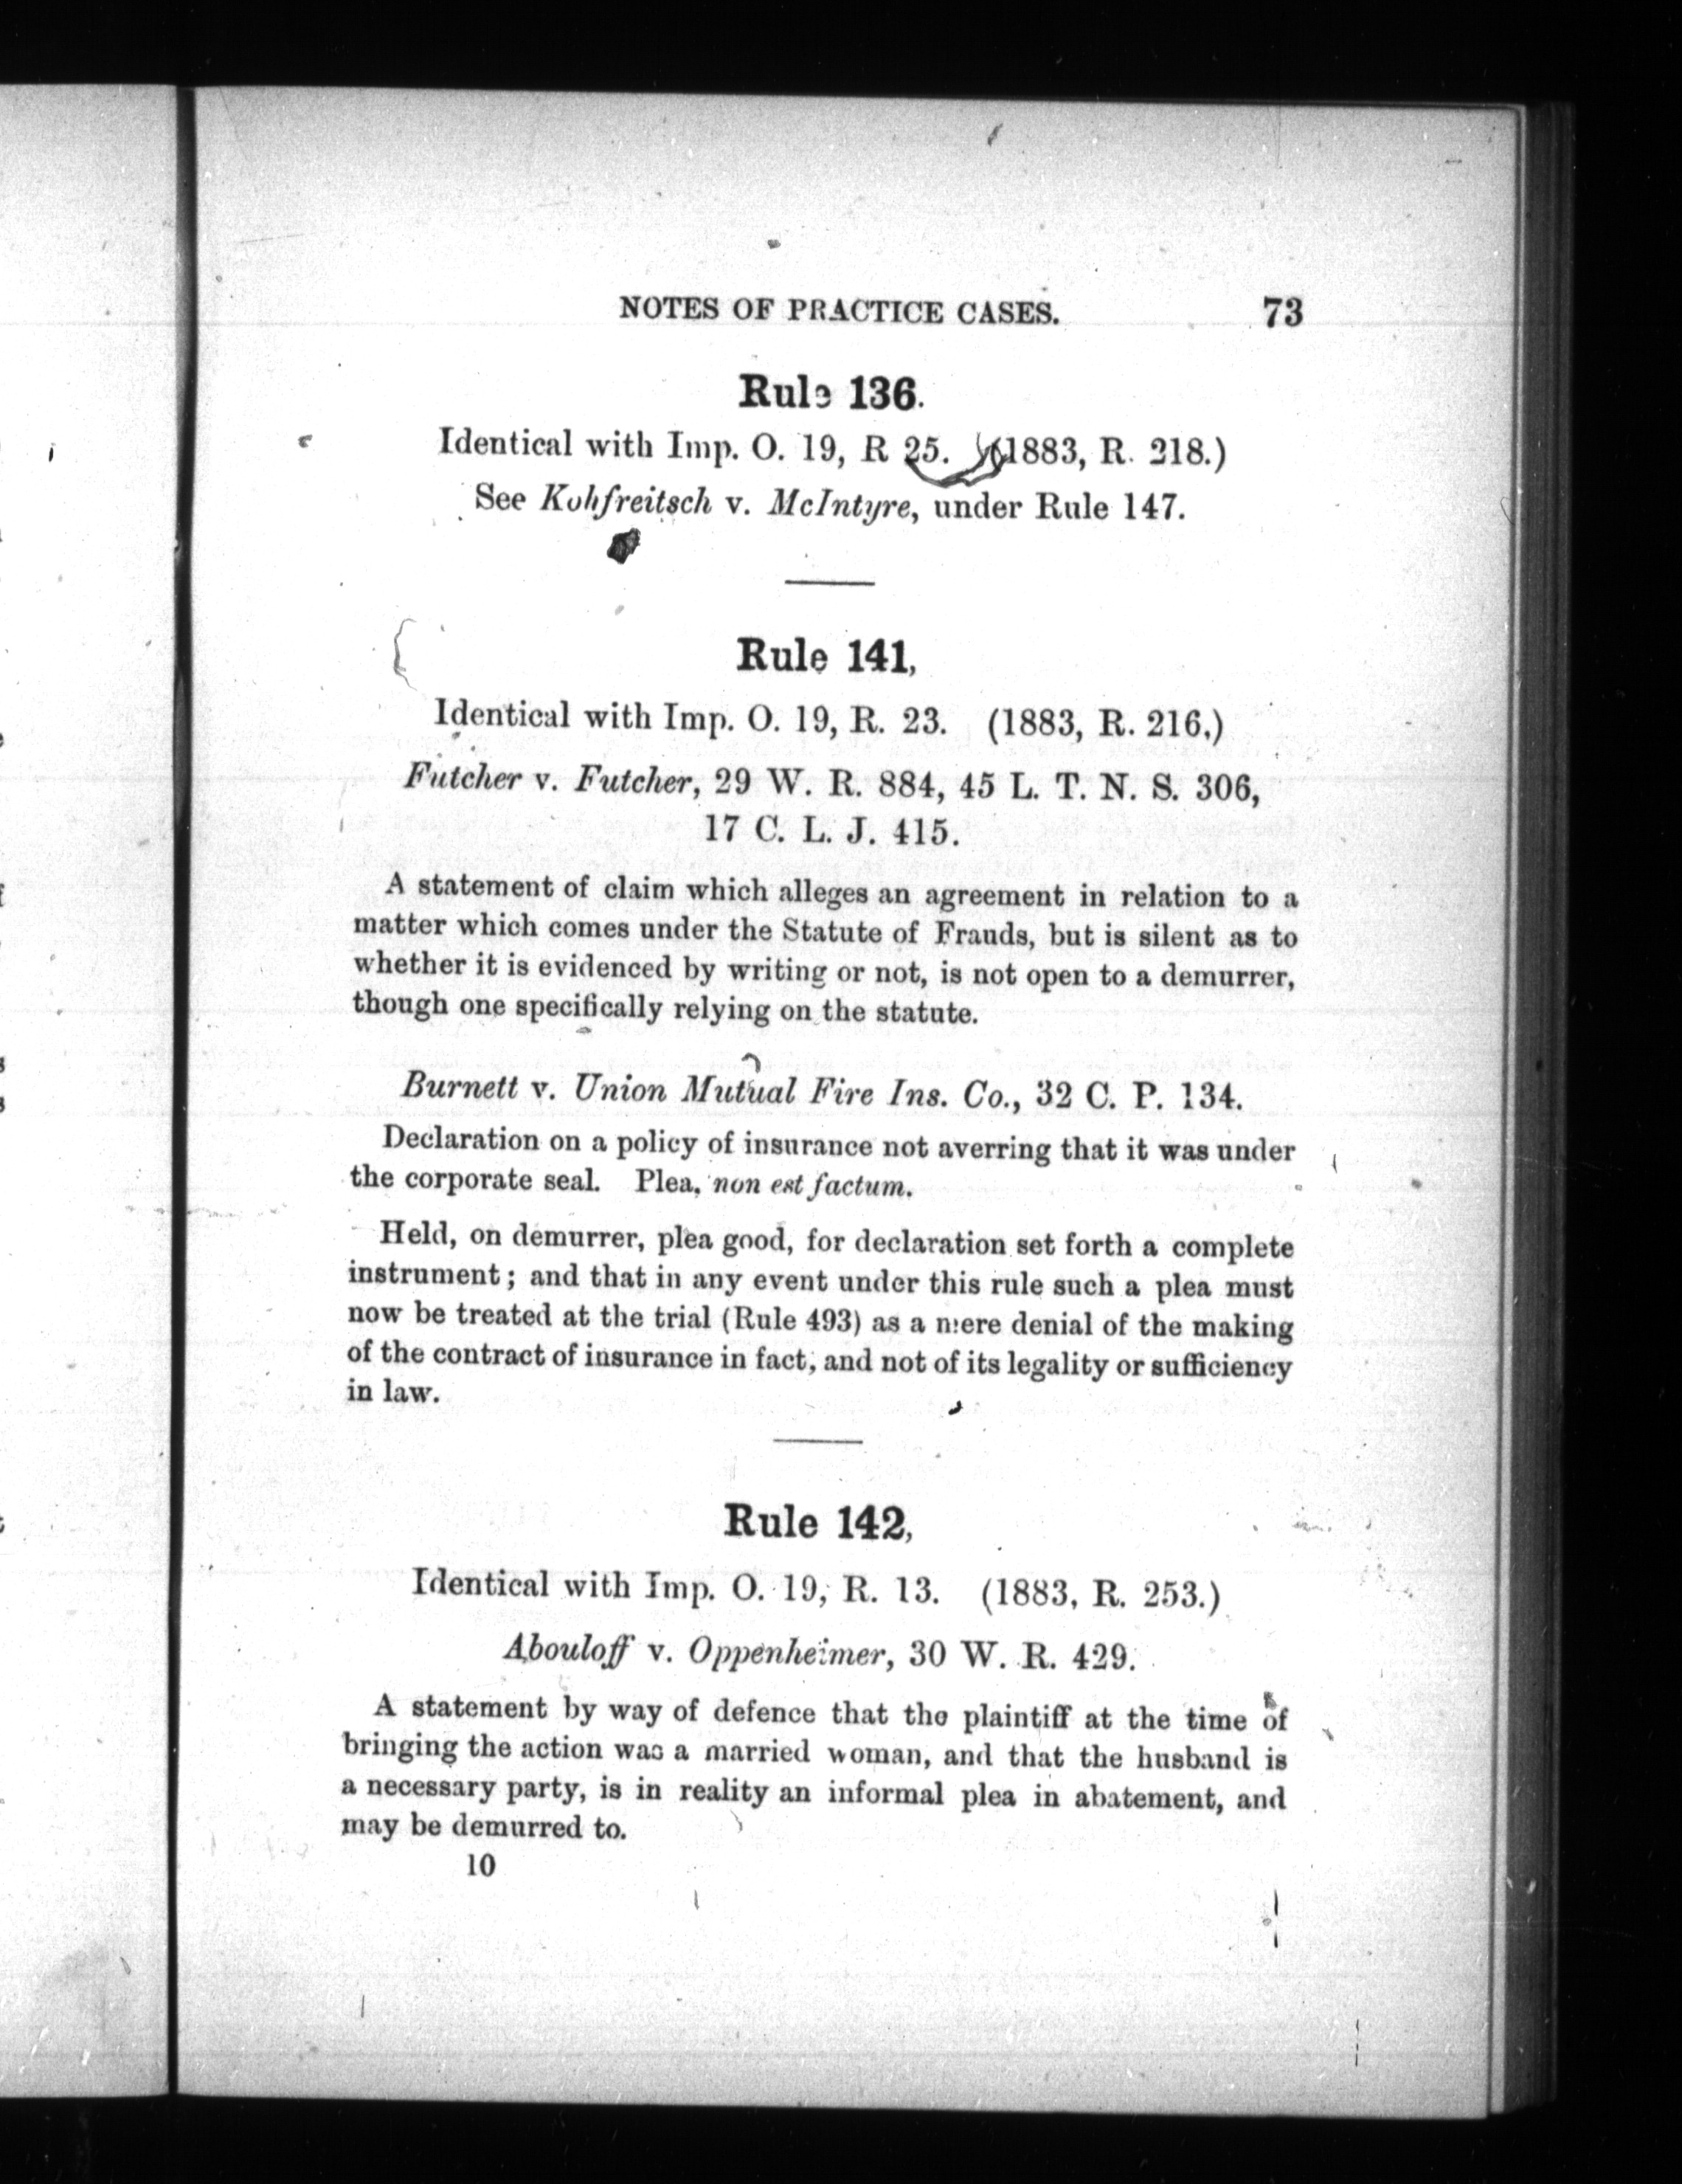 NOTES OF PRACTICE CASES. 73
Rule 136.
Identical with Imp. O. 19, R 25. (1883, R. 218.)
See Kohfreitsch v. McIntyre, under Rule 147.
Rule 141,
Identical with Imp. O. 19, R. 23. (1883, R. 216.)
Futcher v. Futcher, 29 W. R. 884, 45 L. T. N. S. 306,
17 C. L. J. 415.
A statement of claim which alleges an agreement in relation to a
matter which comes under the Statute of Frauds, but is silent as to
whether it is evidenced by writing or not, is not open to a demurrer,
though one specifically relying on the statute.
Burnett v. Union Mutual Fire Ins. Co., 32 C. P. 134.
Declaration on a policy of insurance not averring that it was under
the corporate seal. Plea, non est factum.
Held, on demurrer, plea good, for declaration set forth a complete
instrument; and that in any event under this rule such a plea must
now be treated at the trial (Rule 493) as a mere denial of the making
of the contract of insurance in fact, and not of its legality or sufficiency
in law.
Rule 142,
Identical with Imp. O. 19, R. 13. (1883, R. 253.)
Abouloff v. Oppenheimer, 30 W. R. 429.
A statement by way of defence that the plaintiff at the time of
bringing the action was a married woman, and that the husband is
a necessary party, is in reality an informal plea in abatement, and
may be demurred to.
10